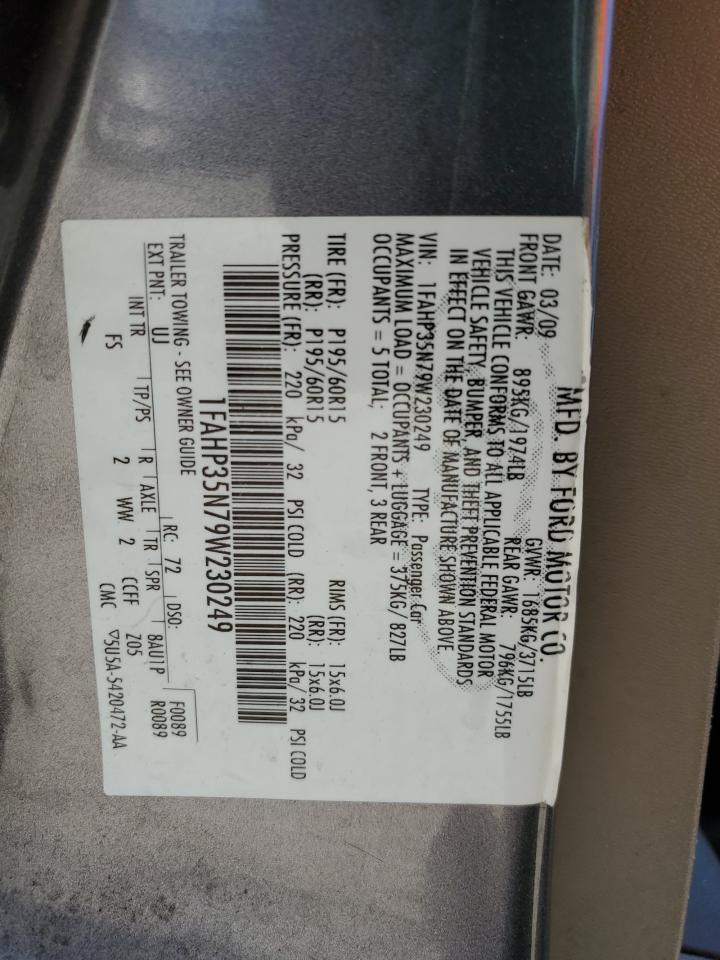 MFD. BY FORD MOTOR CO.
DATE: 03/09 GVWR: 1685KG/3715LB
FRONT GAWR: 895KG/1974LB REAR GAWR: 796KG/1755LB
THIS VEHICLE CONFORMS TO ALL APPLICABLE FEDERAL MOTOR
VEHICLE SAFETY, BUMPER, AND THEFT PREVENTION STANDARDS
IN EFFECT ON THE DATE OF MANUFACTURE SHOWN ABOVE.
VIN: 1FAHP35N79W230249 TYPE: Passenger Car
MAXIMUM LOAD = OCCUPANTS + LUGGAGE = 375KG/ 827LB
OCCUPANTS = 5 TOTAL; 2 FRONT, 3 REAR
TIRE (FR): P195/60R15 RIMS (FR): 15x6.0J
(RR): P195/60R15 (RR): 15x6.0J
PRESSURE (FR): 220 kPa/ 32 PSI COLD (RR): 220 kPa/ 32 PSI COLD
1FAHP35N79W230249
TRAILER TOWING - SEE OWNER GUIDE
EXT PNT: UJ RC: 72 DSO: F0089
R0089
INT TR TP/PS R AXLE TR SPR 8AU1P
FS 2 WW 2 CCFF Z05
CMC ▽5U5A-5420472-AA